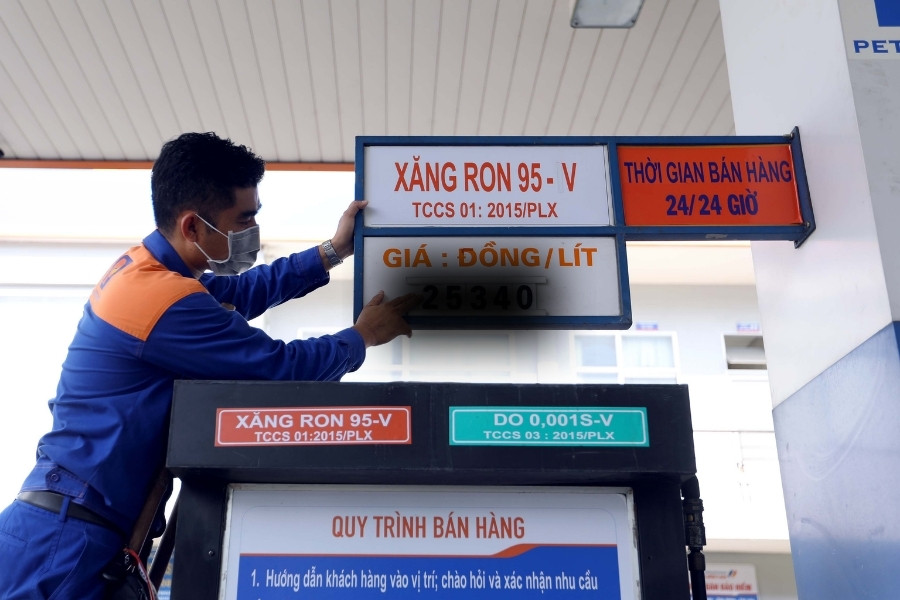 PET
XĂNG RON 95 - V
TCCS 01: 2015/PLX
THỜI GIAN BÁN HÀNG
24/24 GIỜ
GIÁ : ĐỒNG/LÍT
25340
XĂNG RON 95-V
TCCS 01:2015/PLX
DO 0,001S-V
TCCS 03 : 2015/PLX
QUY TRÌNH BÁN HÀNG
1. Hướng dẫn khách hàng vào vị trí; chào hỏi và xác nhận nhu cầu